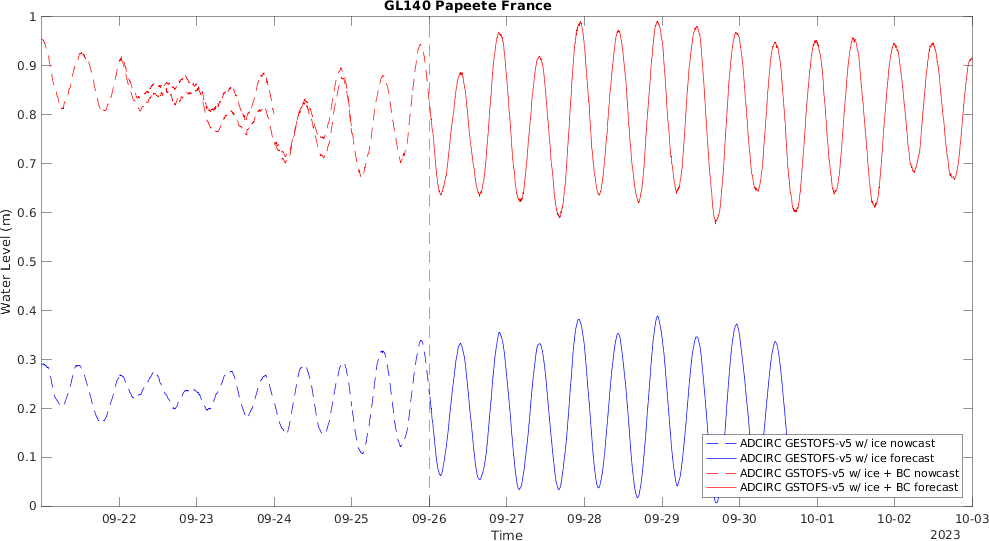 GL140 Papeete France
1
0.9
0.8
0.7
0.6
0.5
0.4
0.3
0.2
0.1
0
Water Level (m)
ADCIRC GESTOFS-v5 w/ ice nowcast
ADCIRC GESTOFS-v5 w/ ice forecast
ADCIRC GSTOFS-v5 w/ ice + BC nowcast
ADCIRC GSTOFS-v5 w/ ice + BC forecast
09-22 09-23 09-24 09-25 09-26 09-27 09-28 09-29 09-30 10-01 10-02 10-03
Time
2023